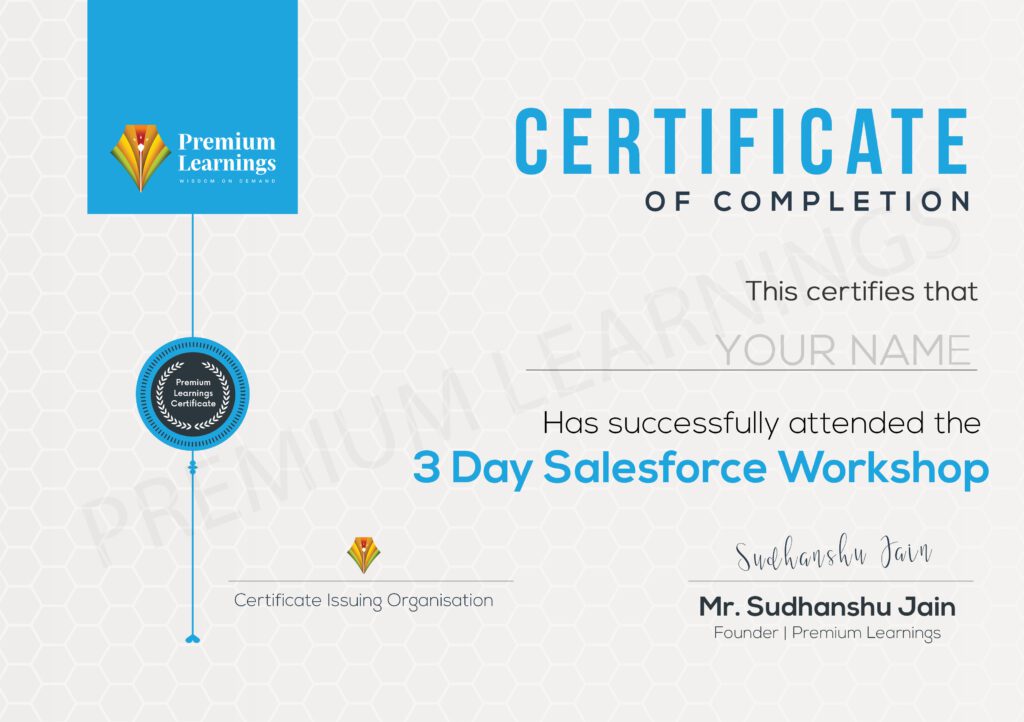 Premium
Learnings
WISDOM ON DEMAND
CERTIFICATE
OF COMPLETION
This certifies that
YOUR NAME
PREMIUM LEARNINGS
Premium
Learnings
Certificate
Has successfully attended the
3 Day Salesforce Workshop
Sudhanshu Jain
Certificate Issuing Organisation
Mr. Sudhanshu Jain
Founder | Premium Learnings